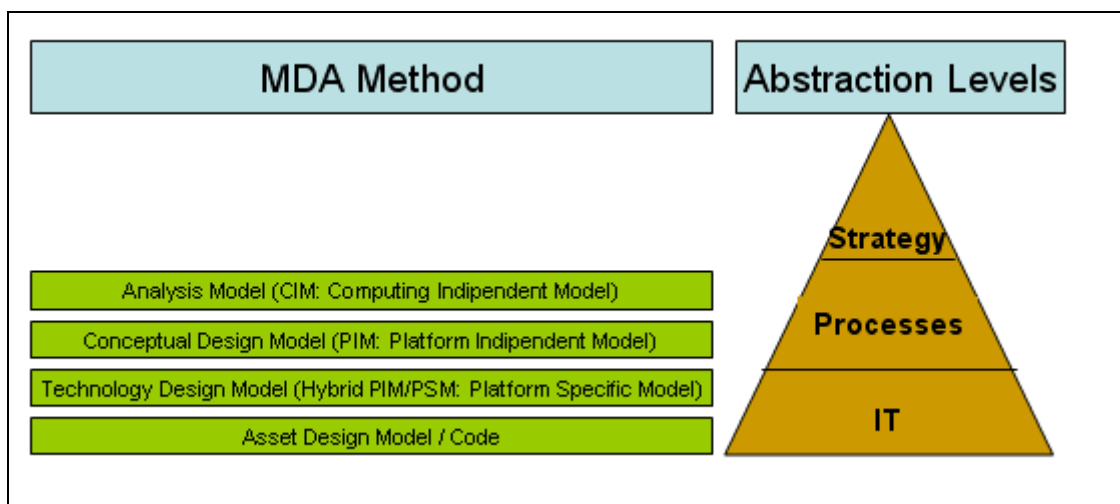 MDA Method
Abstraction Levels
Strategy
Analysis Model (CIM: Computing Indipendent Model)
Processes
Conceptual Design Model (PIM: Platform Indipendent Model)
Technology Design Model (Hybrid PIM/PSM: Platform Specific Model)
IT
Asset Design Model / Code